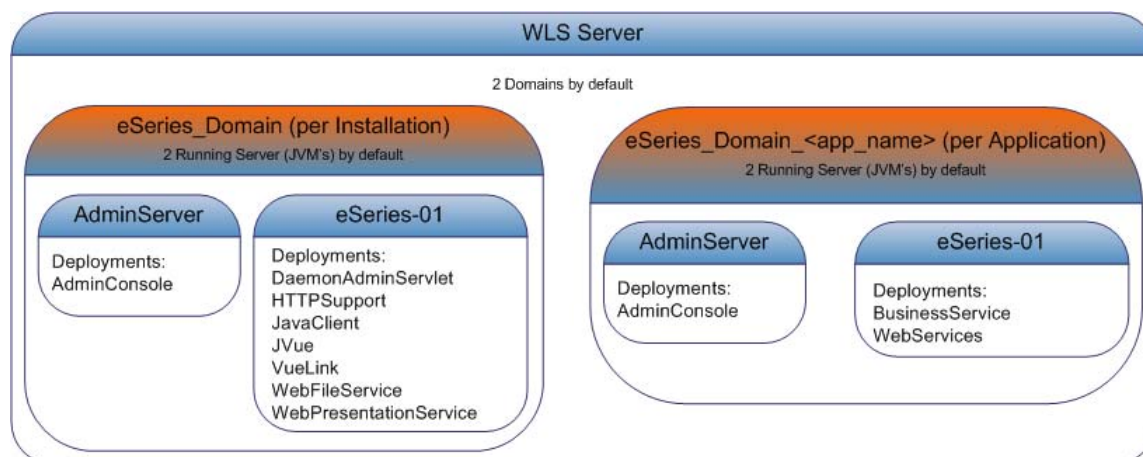 WLS Server
2 Domains by default
eSeries_Domain (per Installation)
2 Running Server (JVM's) by default
AdminServer
Deployments:
AdminConsole
eSeries-01
Deployments:
DaemonAdminServlet
HTTPSupport
JavaClient
JVue
VueLink
WebFileService
WebPresentationService
eSeries_Domain_<app_name> (per Application)
2 Running Server (JVM's) by default
AdminServer
Deployments:
AdminConsole
eSeries-01
Deployments:
BusinessService
WebServices